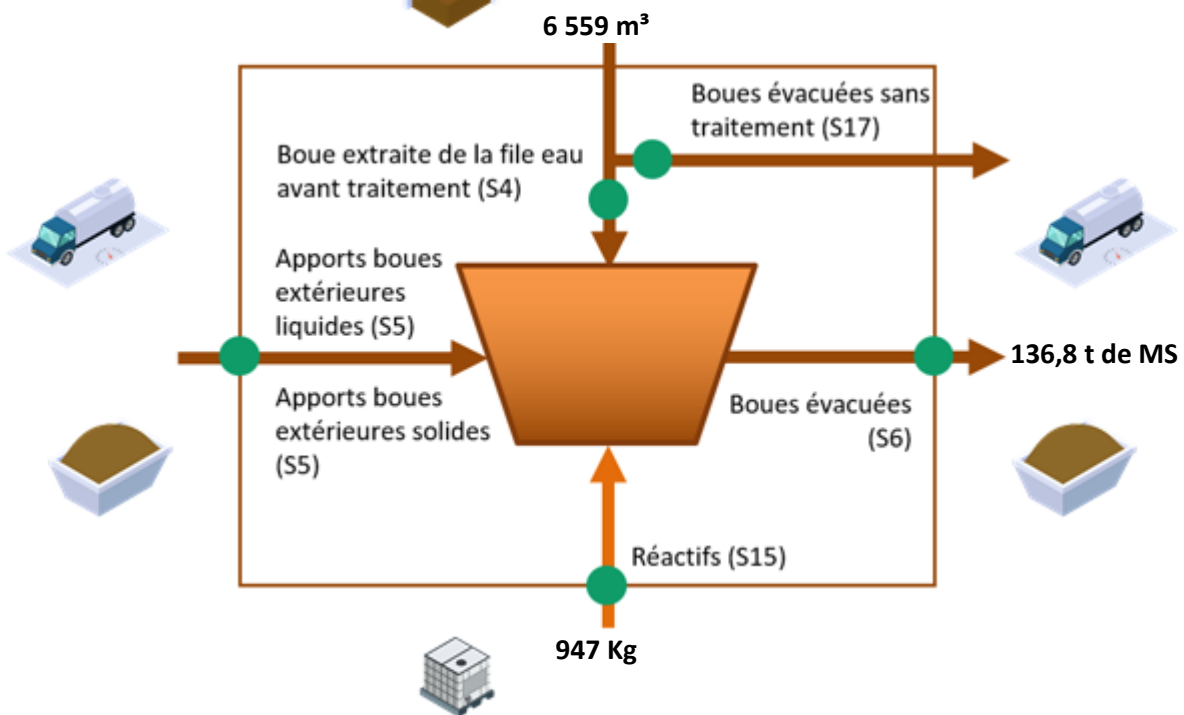 6 559 m³
Boues évacuées sans
traitement (S17)
Boue extraite de la file eau
avant traitement (S4)
Apports boues
extérieures
liquides (S5)
136,8 t de MS
Apports boues
extérieures solides
(S5)
Boues évacuées
(S6)
Réactifs (S15)
947 Kg